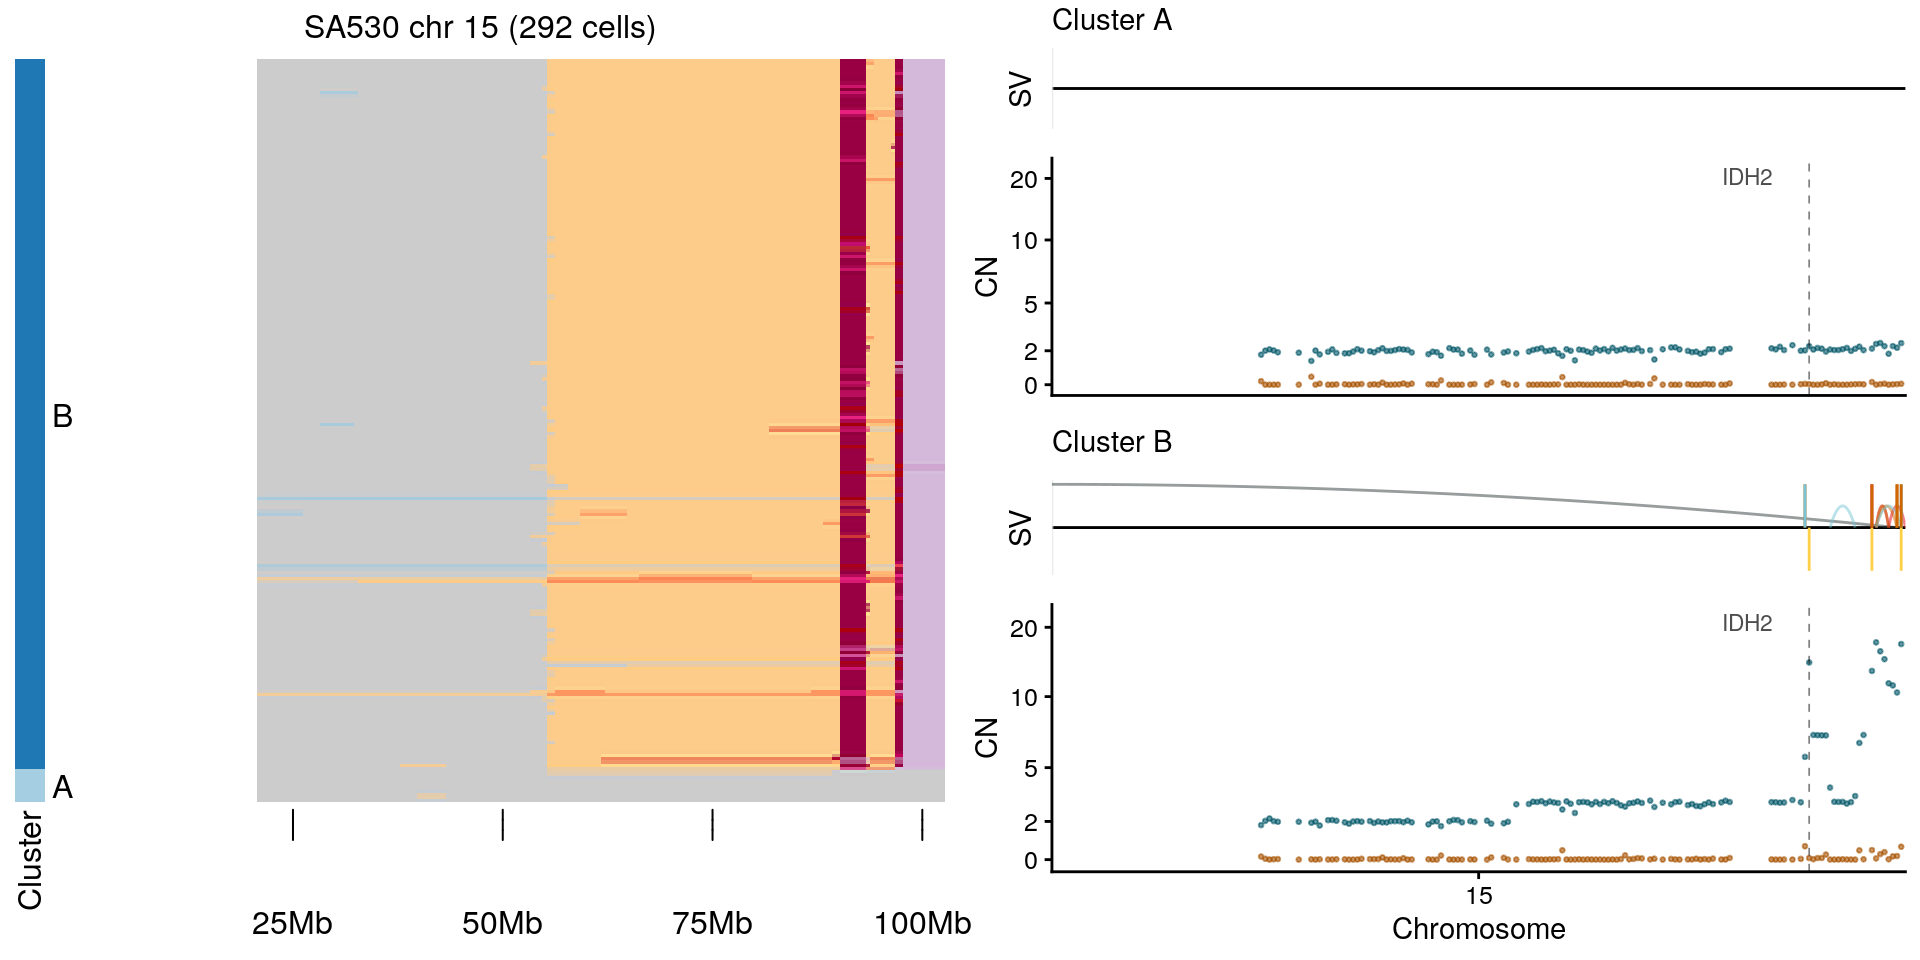 SA530 chr 15 (292 cells)
B
A
Cluster
25Mb 50Mb 75Mb 100Mb
Cluster A
SV
CN
20
10
5
2
0
IDH2
Cluster B
SV
CN
20
10
5
2
0
IDH2
15
Chromosome